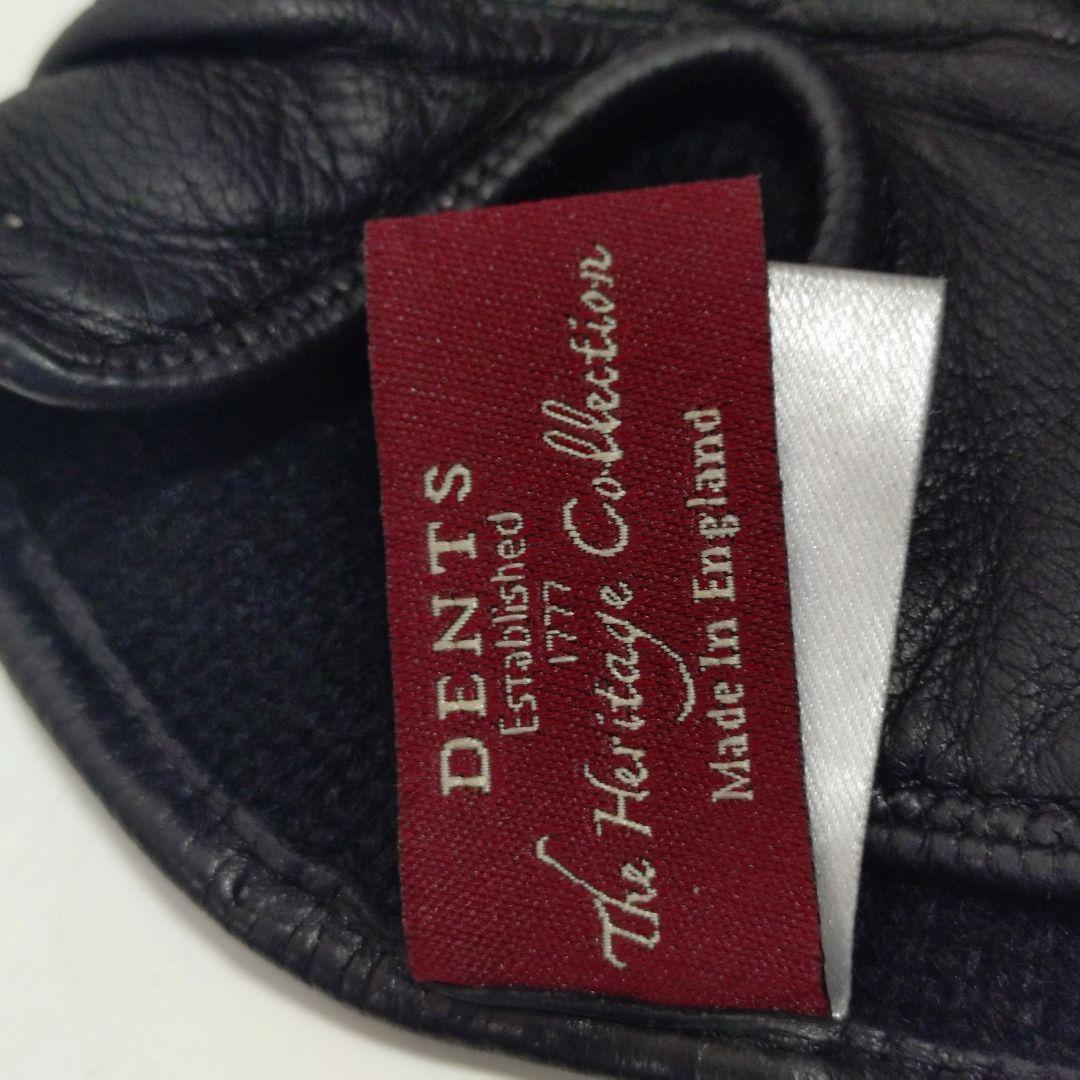 DENTS
Established
1777
The Heritage Collection
Made In England